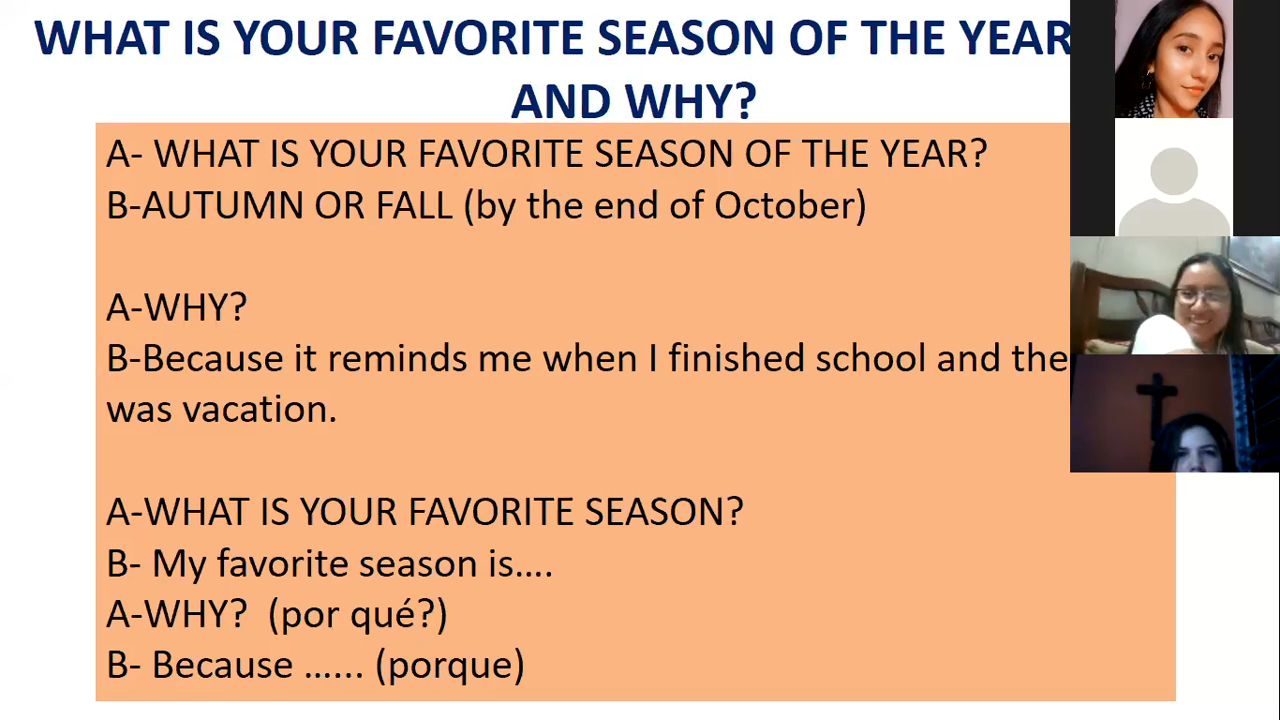 WHAT IS YOUR FAVORITE SEASON OF THE YEAR
AND WHY?
A- WHAT IS YOUR FAVORITE SEASON OF THE YEAR?
B-AUTUMN OR FALL (by the end of October)
A-WHY?
B-Because it reminds me when I finished school and the
was vacation.
A-WHAT IS YOUR FAVORITE SEASON?
B- My favorite season is....
A-WHY? (por qué?)
B- Because ...... (porque)